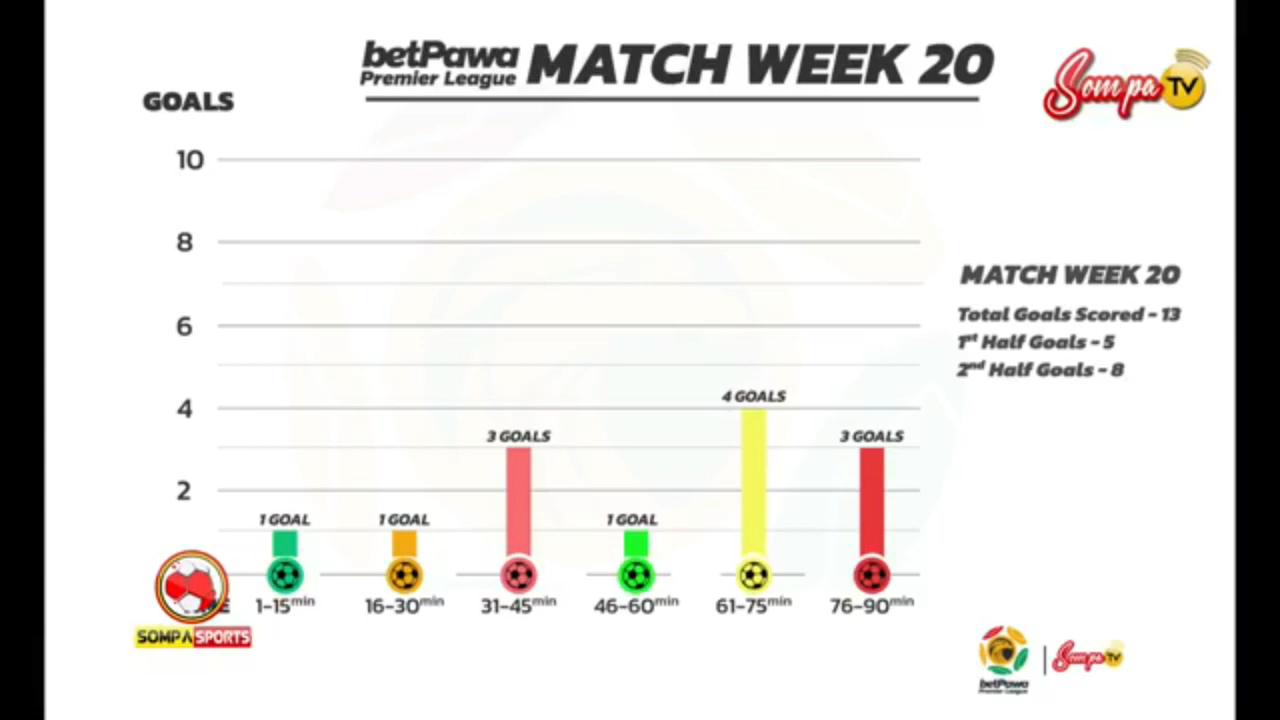 betPawa
Premier League
MATCH WEEK 20
Sompa TV
GOALS
10
8
6
4
2
MATCH WEEK 20
Total Goals Scored - 13
1st Half Goals - 5
2nd Half Goals - 8
1 GOAL
1 GOAL
3 GOALS
1 GOAL
4 GOALS
3 GOALS
1-15min
16-30min
31-45min
46-60min
61-75min
76-90min
SOMPA SPORTS
betPawa
Premier League
Sompa TV